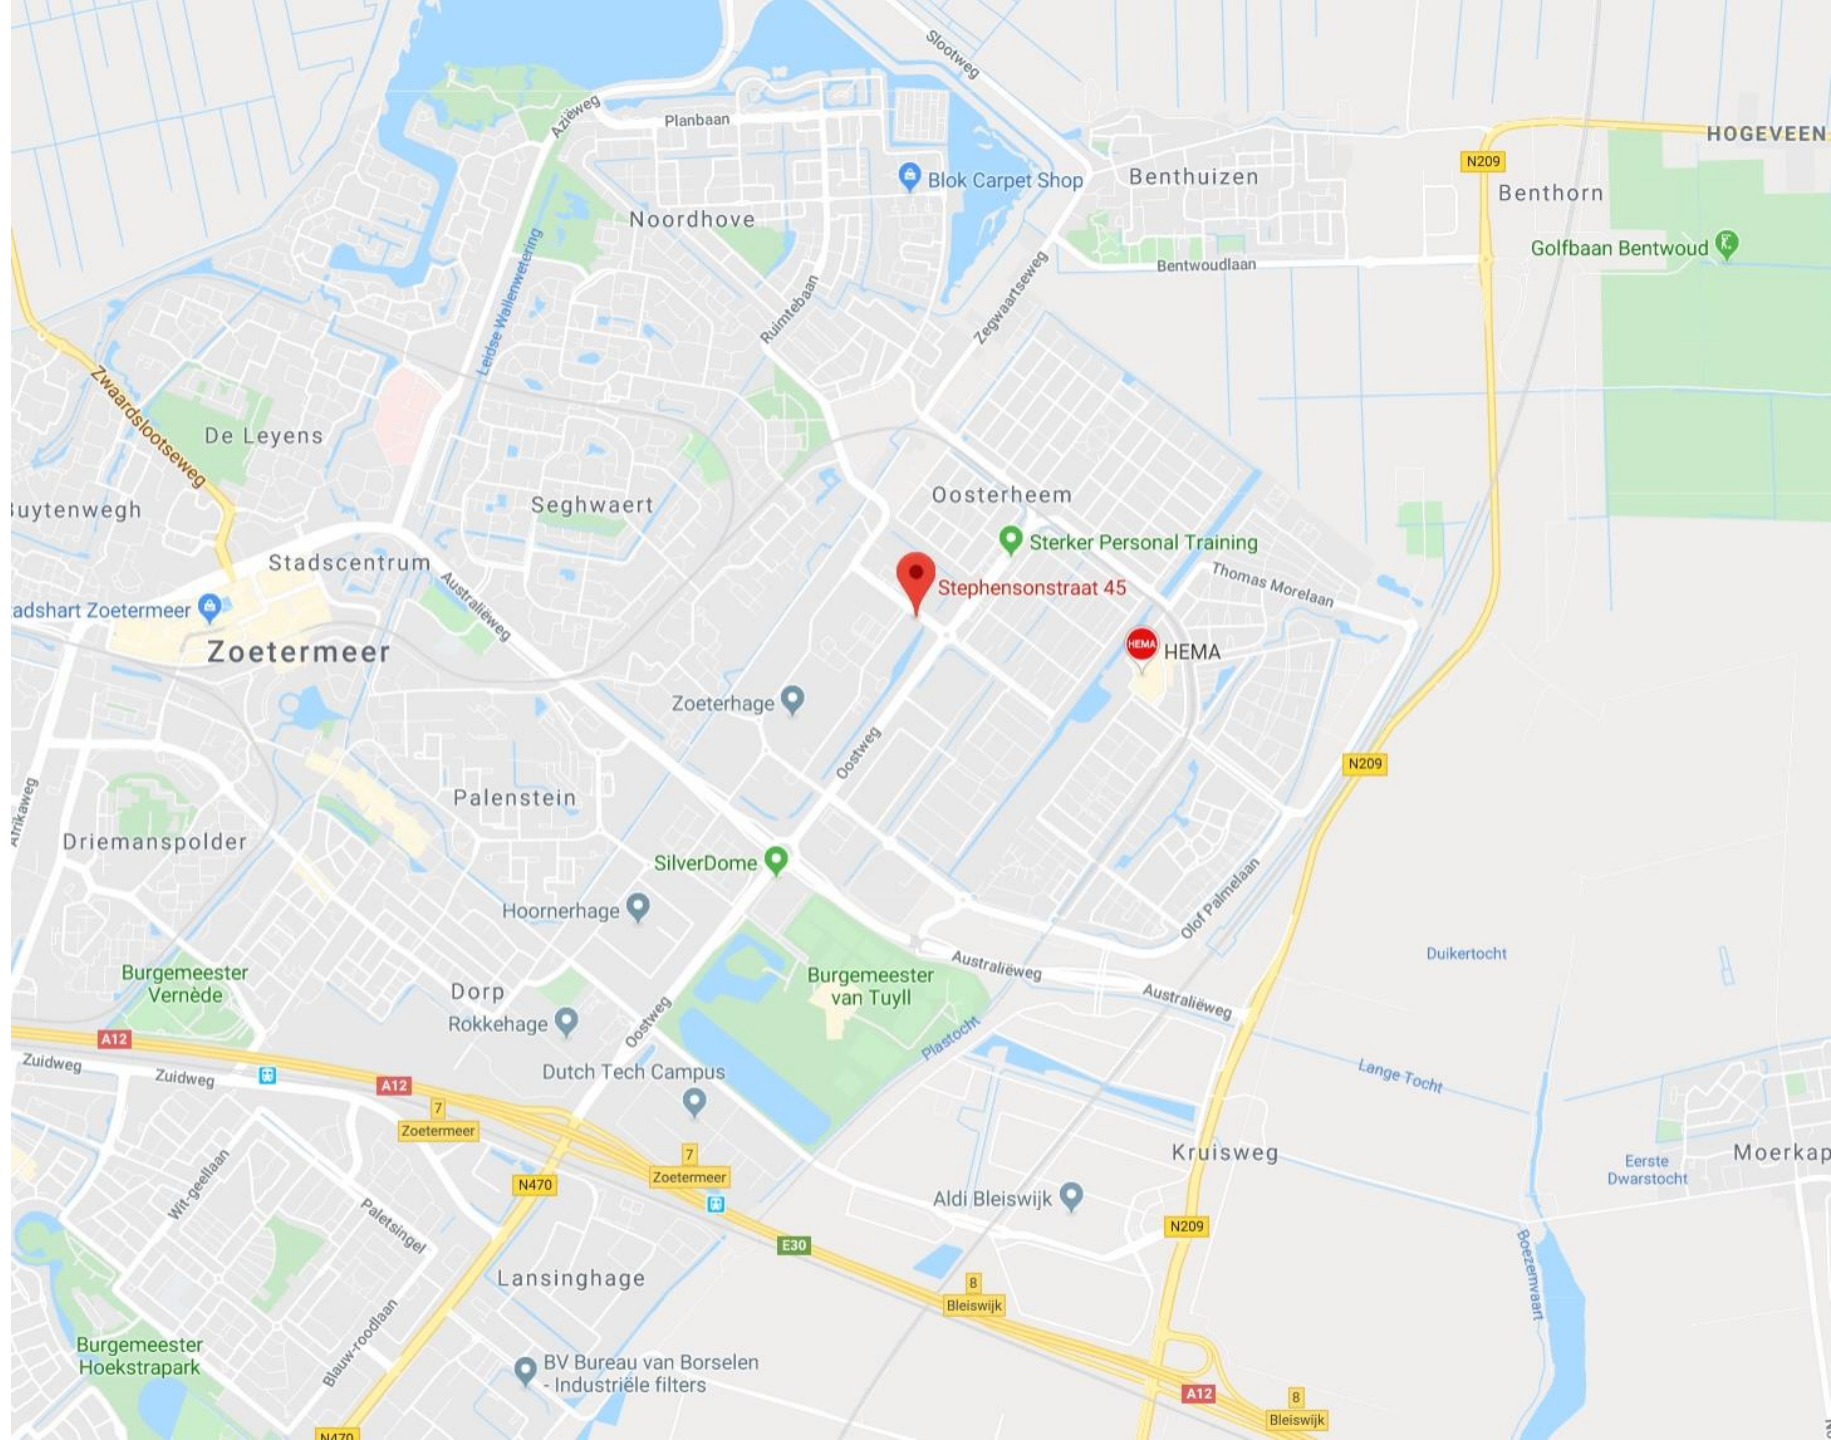 Slootweg
Aziëweg
Planbaan
HOGEVEEN
N209
Blok Carpet Shop
Benthuizen
Benthorn
Noordhove
Golfbaan Bentwoud
Bentwoudlaan
Leidse Wallenwetering
Zegwaartseweg
Ruimtebaan
Zwaardslootseweg
De Leyens
Oosterheem
Seghwaert
Buytenwegh
Sterker Personal Training
Stadscentrum
Thomas Morelaan
Australiëweg
Stephensonstraat 45
adshart Zoetermeer
Zoetermeer
HEMA
HEMA
Zoeterhage
Oostweg
N209
Afrikaweg
Palenstein
Driemanspolder
SilverDome
Hoornerhage
Olof Palmelaan
Duikertocht
Burgemeester
Vernède
Burgemeester
van Tuyll
Australiëweg
Dorp
Australiëweg
Rokkehage
Oostweg
Plastocht
A12
Zuidweg
Zuidweg
A12
Dutch Tech Campus
Lange Tocht
7
Zoetermeer
7
Zoetermeer
Kruisweg
Moerkap
Eerste
Dwarstocht
Wit-geellaan
N470
Aldi Bleiswijk
Paletsingel
N209
E30
Boezemvaart
Lansinghage
8
Bleiswijk
Burgemeester
Hoekstrapark
Blauw-roodlaan
BV Bureau van Borselen
- Industriële filters
A12
8
Bleiswijk
N470